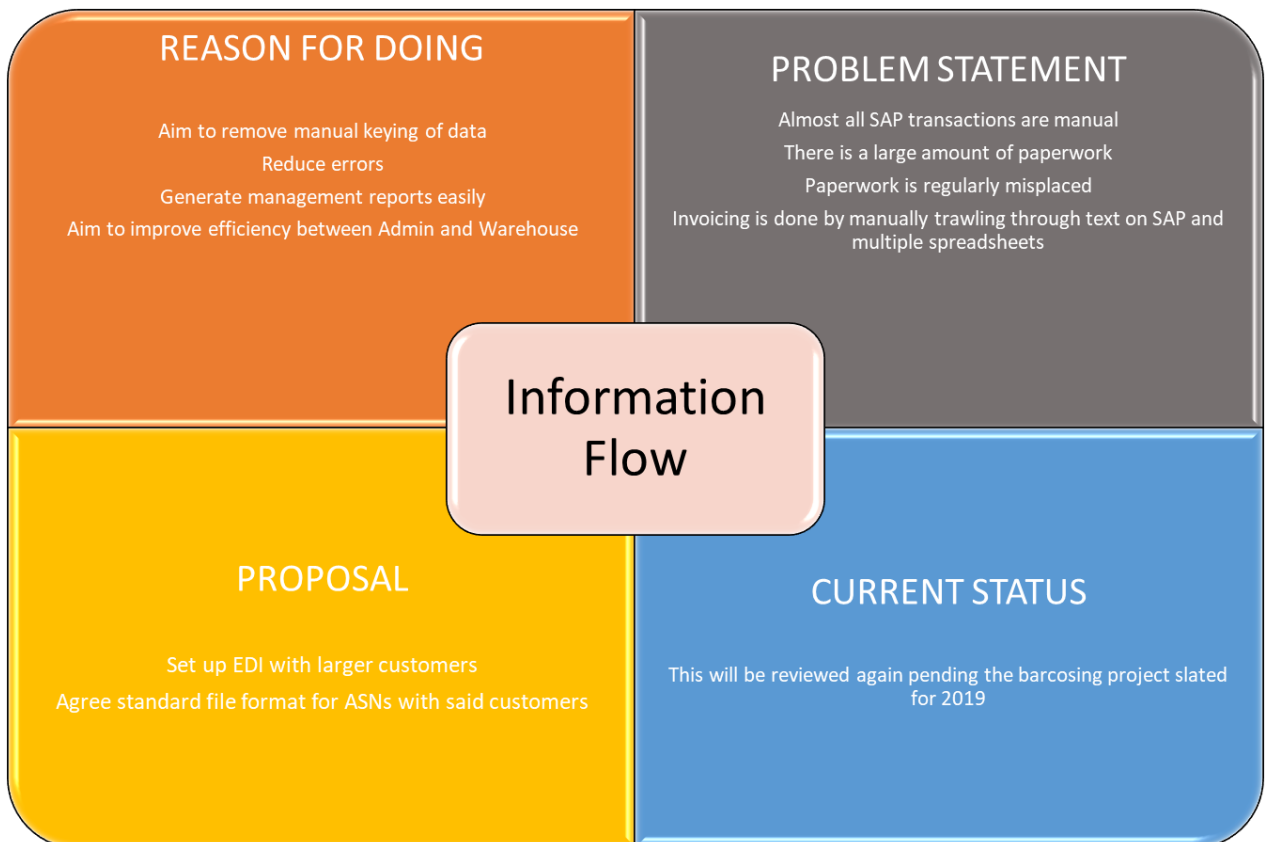 REASON FOR DOING
Aim to remove manual keying of data
Reduce errors
Generate management reports easily
Aim to improve efficiency between Admin and Warehouse
PROBLEM STATEMENT
Almost all SAP transactions are manual
There is a large amount of paperwork
Paperwork is regularly misplaced
Invoicing is done by manually trawling through text on SAP and
multiple spreadsheets
Information
Flow
PROPOSAL
Set up EDI with larger customers
Agree standard file format for ASNs with said customers
CURRENT STATUS
This will be reviewed again pending the barcosing project slated
for 2019